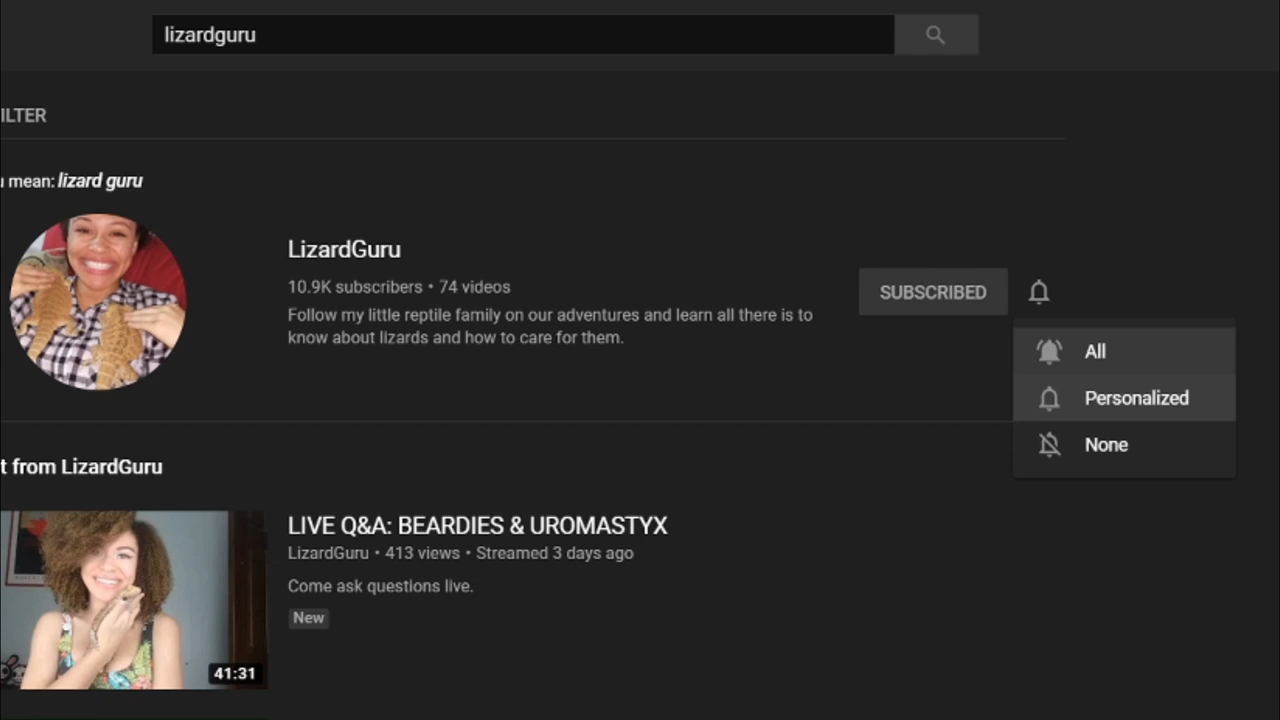 lizardguru
ILTER
u mean: lizard guru
LizardGuru
10.9K subscribers • 74 videos
SUBSCRIBED
Follow my little reptile family on our adventures and learn all there is to
know about lizards and how to care for them.
All
Personalized
None
t from LizardGuru
LIVE Q&A: BEARDIES & UROMASTYX
LizardGuru • 413 views • Streamed 3 days ago
Come ask questions live.
New
41:31